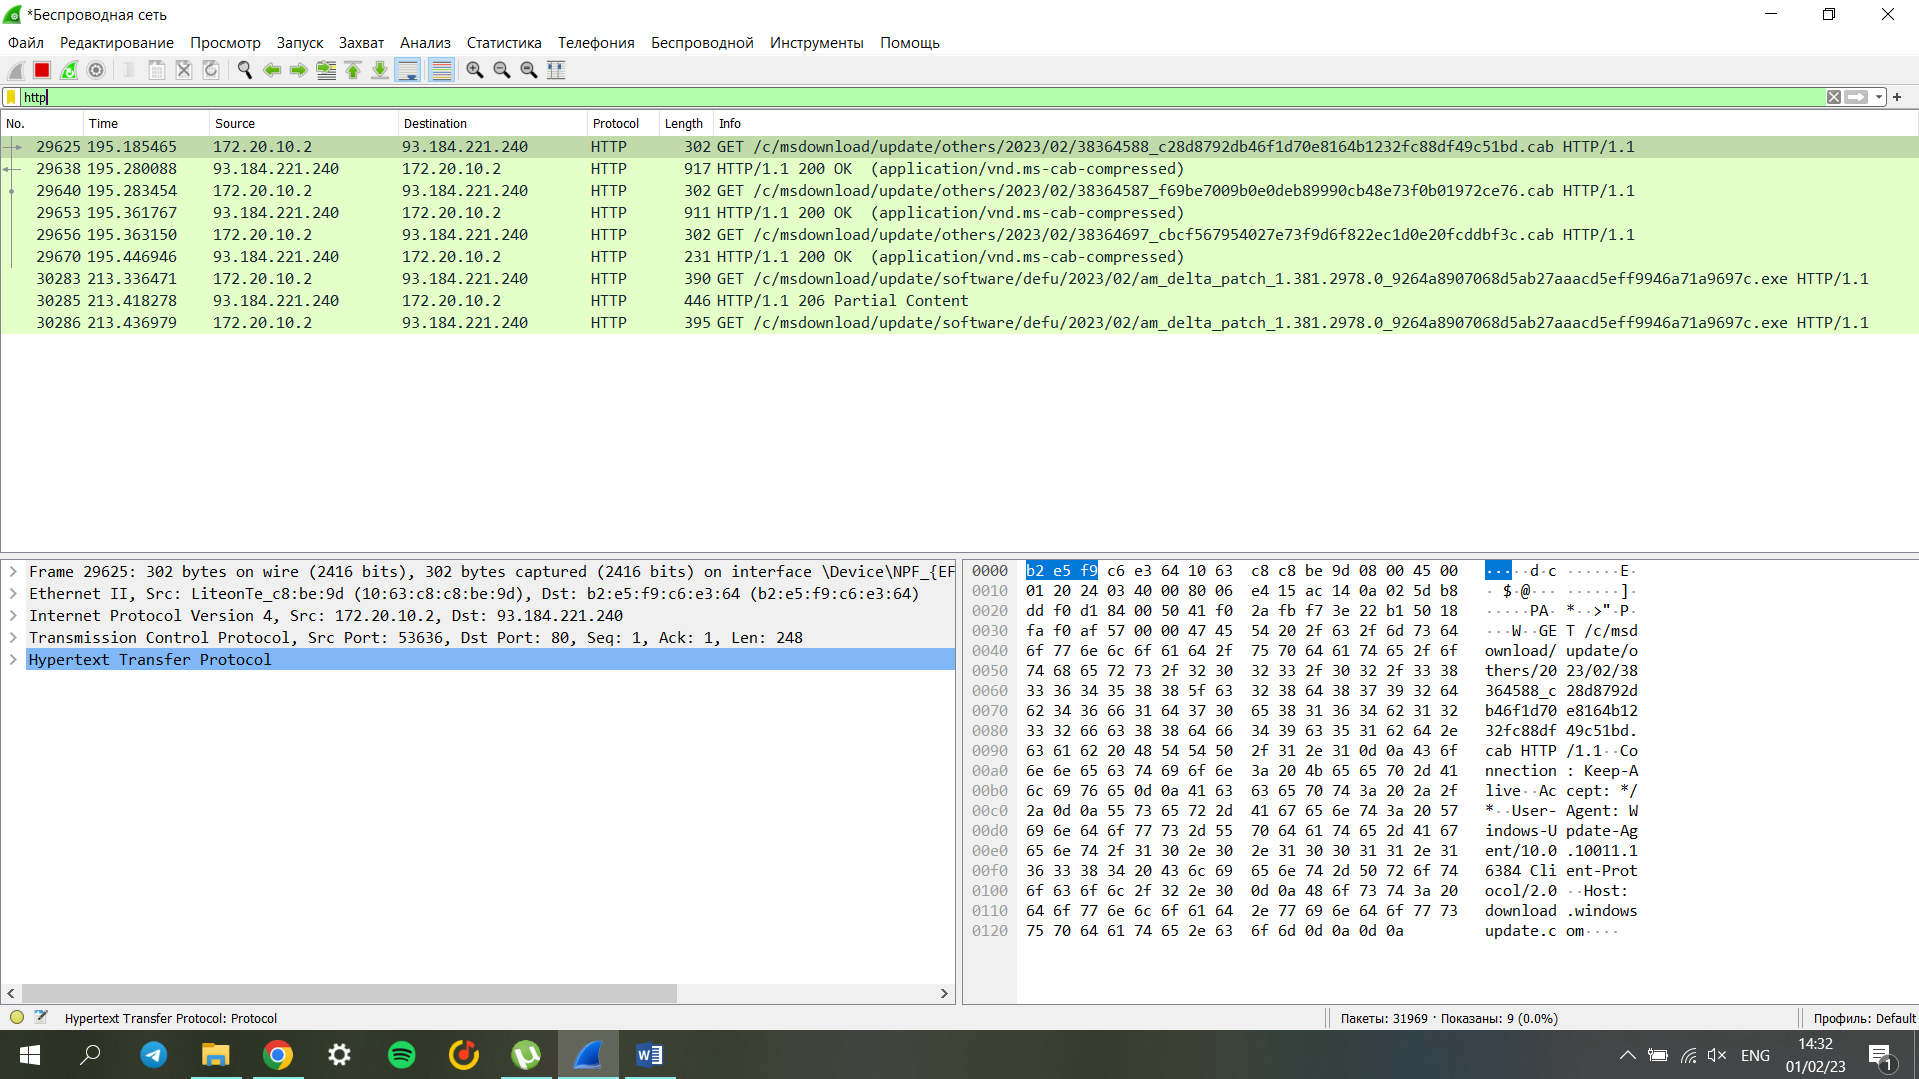 *Беспроводная сеть
Файл Редактирование Просмотр Запуск Захват Анализ Статистика Телефония Беспроводной Инструменты Помощь
http
No. Time Source Destination Protocol Length Info
29625 195.185465 172.20.10.2 93.184.221.240 HTTP 302 GET /c/msdownload/update/others/2023/02/38364588_c28d8792db46f1d70e8164b1232fc88df49c51bd.cab HTTP/1.1
29638 195.280088 93.184.221.240 172.20.10.2 HTTP 917 HTTP/1.1 200 OK (application/vnd.ms-cab-compressed)
29640 195.283454 172.20.10.2 93.184.221.240 HTTP 302 GET /c/msdownload/update/others/2023/02/38364587_f69be7009b0e0deb89990cb48e73f0b01972ce76.cab HTTP/1.1
29653 195.361767 93.184.221.240 172.20.10.2 HTTP 911 HTTP/1.1 200 OK (application/vnd.ms-cab-compressed)
29656 195.363150 172.20.10.2 93.184.221.240 HTTP 302 GET /c/msdownload/update/others/2023/02/38364697_cbcf567954027e73f9d6f822ec1d0e20fcddbf3c.cab HTTP/1.1
29670 195.446946 93.184.221.240 172.20.10.2 HTTP 231 HTTP/1.1 200 OK (application/vnd.ms-cab-compressed)
30283 213.336471 172.20.10.2 93.184.221.240 HTTP 390 GET /c/msdownload/update/software/defu/2023/02/am_delta_patch_1.381.2978.0_9264a8907068d5ab27aaacd5eff9946a71a9697c.exe HTTP/1.1
30285 213.418278 93.184.221.240 172.20.10.2 HTTP 446 HTTP/1.1 206 Partial Content
30286 213.436979 172.20.10.2 93.184.221.240 HTTP 395 GET /c/msdownload/update/software/defu/2023/02/am_delta_patch_1.381.2978.0_9264a8907068d5ab27aaacd5eff9946a71a9697c.exe HTTP/1.1
Frame 29625: 302 bytes on wire (2416 bits), 302 bytes captured (2416 bits) on interface \Device\NPF_{EF
Ethernet II, Src: LiteonTe_c8:be:9d (10:63:c8:c8:be:9d), Dst: b2:e5:f9:c6:e3:64 (b2:e5:f9:c6:e3:64)
Internet Protocol Version 4, Src: 172.20.10.2, Dst: 93.184.221.240
Transmission Control Protocol, Src Port: 53636, Dst Port: 80, Seq: 1, Ack: 1, Len: 248
Hypertext Transfer Protocol
0000 b2 e5 f9 c6 e3 64 10 63 c8 c8 be 9d 08 00 45 00 ·····d·c ······E·
0010 01 20 24 03 40 00 80 06 e4 15 ac 14 0a 02 5d b8 · $·@··· ······]·
0020 dd f0 d1 84 00 50 41 f0 2a fb f7 3e 22 b1 50 18 ·····PA· *··>"·P·
0030 fa f0 af 57 00 00 47 45 54 20 2f 63 2f 6d 73 64 ···W··GE T /c/msd
0040 6f 77 6e 6c 6f 61 64 2f 75 70 64 61 74 65 2f 6f ownload/ update/o
0050 74 68 65 72 73 2f 32 30 32 33 2f 30 32 2f 33 38 thers/20 23/02/38
0060 33 36 34 35 38 38 5f 63 32 38 64 38 37 39 32 64 364588_c 28d8792d
0070 62 34 36 66 31 64 37 30 65 38 31 36 34 62 31 32 b46f1d70 e8164b12
0080 33 32 66 63 38 38 64 66 34 39 63 35 31 62 64 2e 32fc88df 49c51bd.
0090 63 61 62 20 48 54 54 50 2f 31 2e 31 0d 0a 43 6f cab HTTP /1.1··Co
00a0 6e 6e 65 63 74 69 6f 6e 3a 20 4b 65 65 70 2d 41 nnection : Keep-A
00b0 6c 69 76 65 0d 0a 41 63 63 65 70 74 3a 20 2a 2f live··Ac cept: */
00c0 2a 0d 0a 55 73 65 72 2d 41 67 65 6e 74 3a 20 57 *··User- Agent: W
00d0 69 6e 64 6f 77 73 2d 55 70 64 61 74 65 2d 41 67 indows-U pdate-Ag
00e0 65 6e 74 2f 31 30 2e 30 2e 31 30 30 31 31 2e 31 ent/10.0 .10011.1
00f0 36 33 38 34 20 43 6c 69 65 6e 74 2d 50 72 6f 74 6384 Cli ent-Prot
0100 6f 63 6f 6c 2f 32 2e 30 0d 0a 48 6f 73 74 3a 20 ocol/2.0 ··Host:
0110 64 6f 77 6e 6c 6f 61 64 2e 77 69 6e 64 6f 77 73 download .windows
0120 75 70 64 61 74 65 2e 63 6f 6d 0d 0a 0d 0a update.c om····
Hypertext Transfer Protocol: Protocol Пакеты: 31969 · Показаны: 9 (0.0%) Профиль: Default
ENG 14:32
01/02/23
1